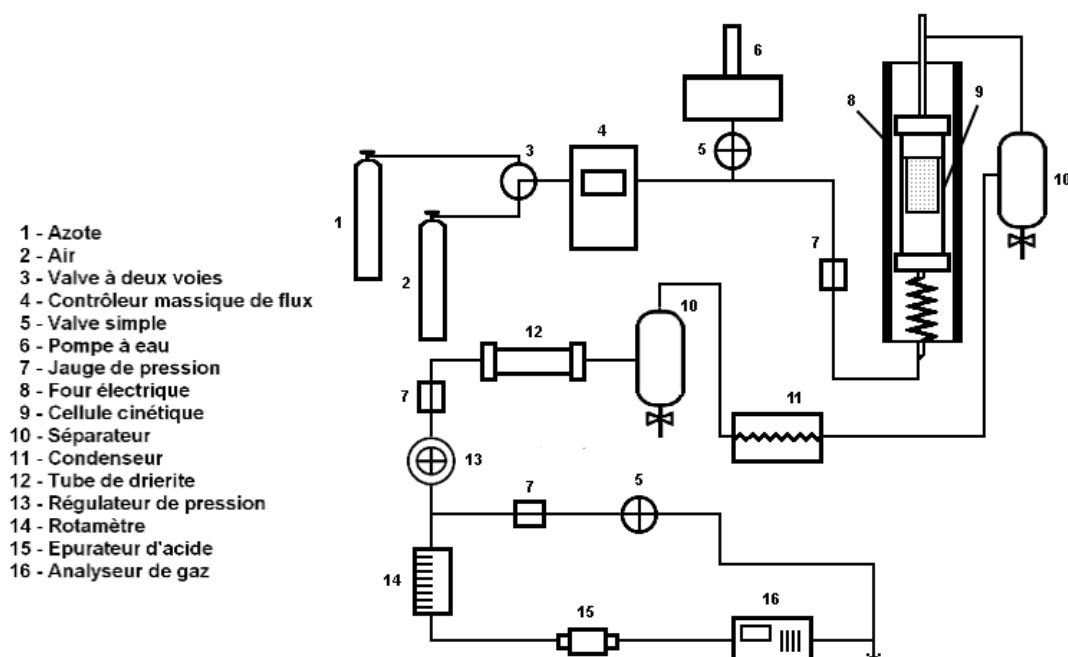 1 - Azote
2 - Air
3 - Valve à deux voies
4 - Contrôleur massique de flux
5 - Valve simple
6 - Pompe à eau
7 - Jauge de pression
8 - Four électrique
9 - Cellule cinétique
10 - Séparateur
11 - Condenseur
12 - Tube de drierite
13 - Régulateur de pression
14 - Rotamètre
15 - Epurateur d'acide
16 - Analyseur de gaz
6
8
9
4
5
3
10
1
7
2
10
12
7
11
13
7
5
14
15
16